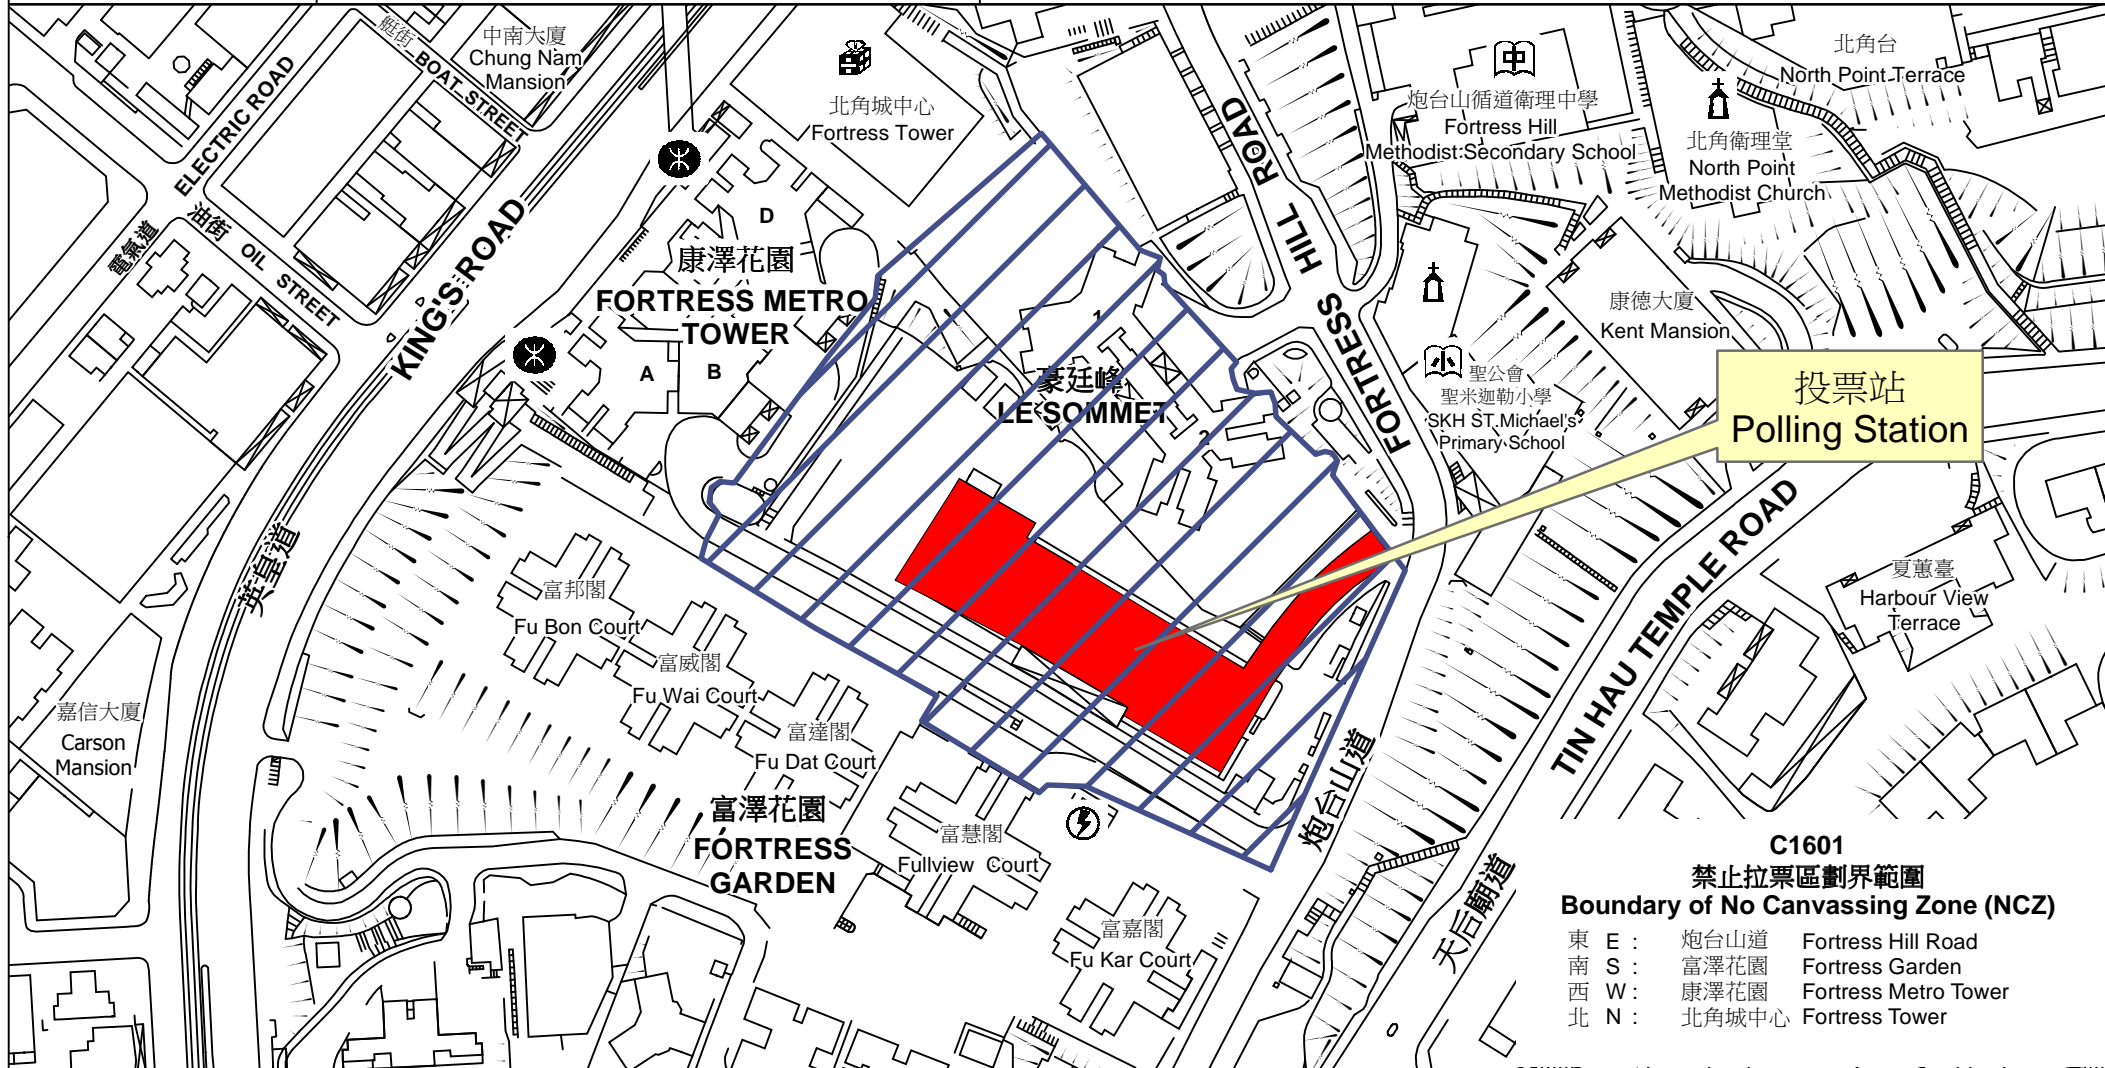 艇街 BOAT STREET
中南大廈
Chung Nam
Mansion
ELECTRIC ROAD
電氣道
油街 OIL STREET
KING'S ROAD
英皇道
北角城中心
Fortress Tower
D
康澤花園
FORTRESS METRO
TOWER
A
B
1
豪廷峰
LE SOMMET
2
FORTRESS HILL ROAD
FORTRESS
炮台山道
中
炮台山循道衛理中學
Fortress Hill
Methodist Secondary School
北角台
North Point Terrace
北角衛理堂
North Point
Methodist Church
康德大廈
Kent Mansion
小
聖公會
聖米迦勒小學
SKH ST.Michael's
Primary School
投票站
Polling Station
TIN HAU TEMPLE ROAD
天后廟道
夏蕙臺
Harbour View
Terrace
富邦閣
Fu Bon Court
富威閣
Fu Wai Court
富達閣
Fu Dat Court
富澤花園
FORTRESS
GARDEN
富慧閣
Fullview Court
富嘉閣
Fu Kar Court
嘉信大廈
Carson
Mansion
C1601
禁止拉票區劃界範圍
Boundary of No Canvassing Zone (NCZ)
東 E : 炮台山道 Fortress Hill Road
南 S : 富澤花園 Fortress Garden
西 W : 康澤花園 Fortress Metro Tower
北 N : 北角城中心 Fortress Tower